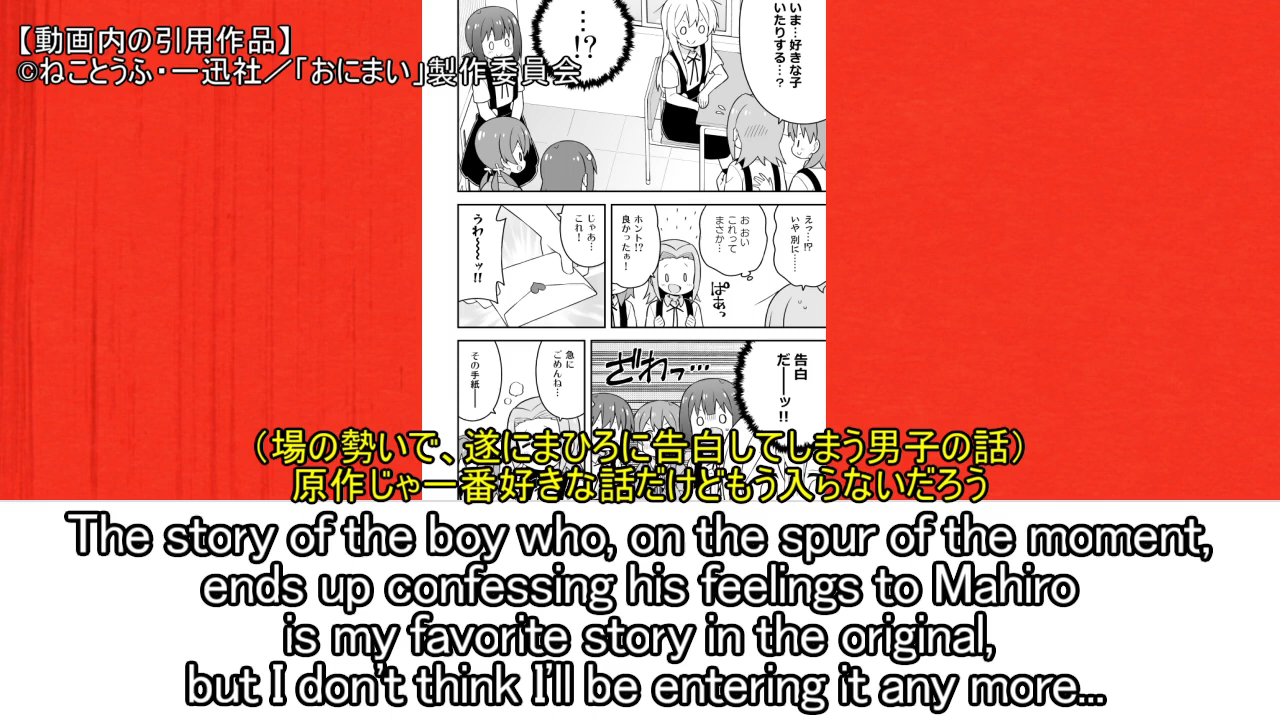 【動画内の引用作品】
©ねことうふ・一迅社／「おにまい」製作委員会
いま…好きな子
いたりする…？
…
!?
えっ…!?
いや 別に……
おおい
これって
まさか…
ホント!?
良かったぁ！
ぱあっ
じゃあ…
これ！
うわ～～ッ!!
告白
だ――ッ!!
ざわっ…
急に
ごめんね…
その手紙――
（場の勢いで、遂にまひろに告白してしまう男子の話）
原作じゃ一番好きな話だけどもう入らないだろう
The story of the boy who, on the spur of the moment,
ends up confessing his feelings to Mahiro
is my favorite story in the original,
but I don't think I'll be entering it any more...